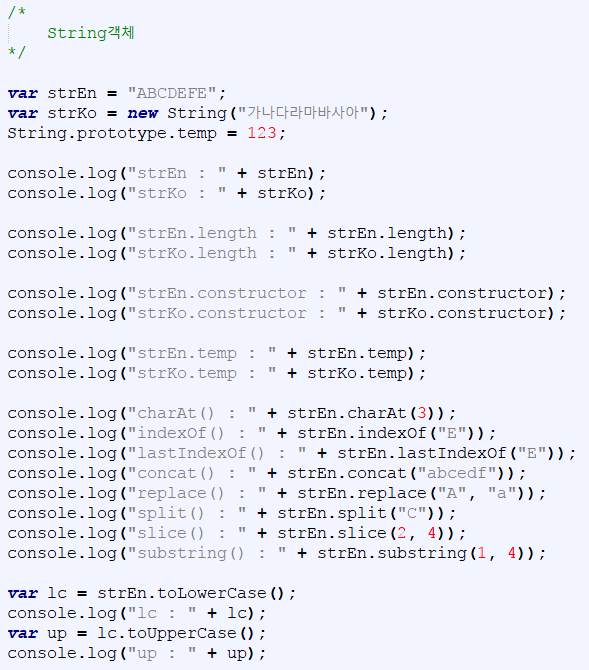 /*
String객체
*/
var strEn = "ABCDEFE";
var strKo = new String("가나다라마바사아");
String.prototype.temp = 123;
console.log("strEn : " + strEn);
console.log("strKo : " + strKo);
console.log("strEn.length : " + strEn.length);
console.log("strKo.length : " + strKo.length);
console.log("strEn.constructor : " + strEn.constructor);
console.log("strKo.constructor : " + strKo.constructor);
console.log("strEn.temp : " + strEn.temp);
console.log("strKo.temp : " + strKo.temp);
console.log("charAt() : " + strEn.charAt(3));
console.log("indexOf() : " + strEn.indexOf("E"));
console.log("lastIndexOf() : " + strEn.lastIndexOf("E"));
console.log("concat() : " + strEn.concat("abcedf"));
console.log("replace() : " + strEn.replace("A", "a"));
console.log("split() : " + strEn.split("C"));
console.log("slice() : " + strEn.slice(2, 4));
console.log("substring() : " + strEn.substring(1, 4));
var lc = strEn.toLowerCase();
console.log("lc : " + lc);
var up = lc.toUpperCase();
console.log("up : " + up);